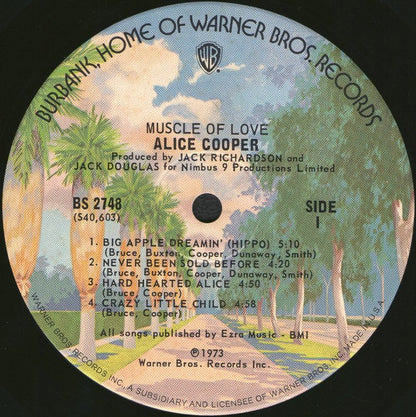 BURBANK, HOME OF WARNER BROS. RECORDS
WB
MUSCLE OF LOVE
ALICE COOPER
Produced by JACK RICHARDSON and
JACK DOUGLAS for Nimbus 9 Productions Limited
BS 2748
(S40,603)
SIDE
1
1. BIG APPLE DREAMIN' (HIPPO) 5:10
(Bruce, Buxton, Cooper, Dunaway, Smith)
2. NEVER BEEN SOLD BEFORE 4:20
(Bruce, Buxton, Cooper, Dunaway, Smith)
3. HARD HEARTED ALICE 4:50
(Bruce, Cooper)
4. CRAZY LITTLE CHILD 4:58
(Bruce, Cooper)
All songs published by Ezra Music - BMI
℗1973
Warner Bros. Records Inc.
WARNER BROS. RECORDS INC., A SUBSIDIARY AND LICENSEE OF WARNER BROS. INC. MADE IN U.S.A.